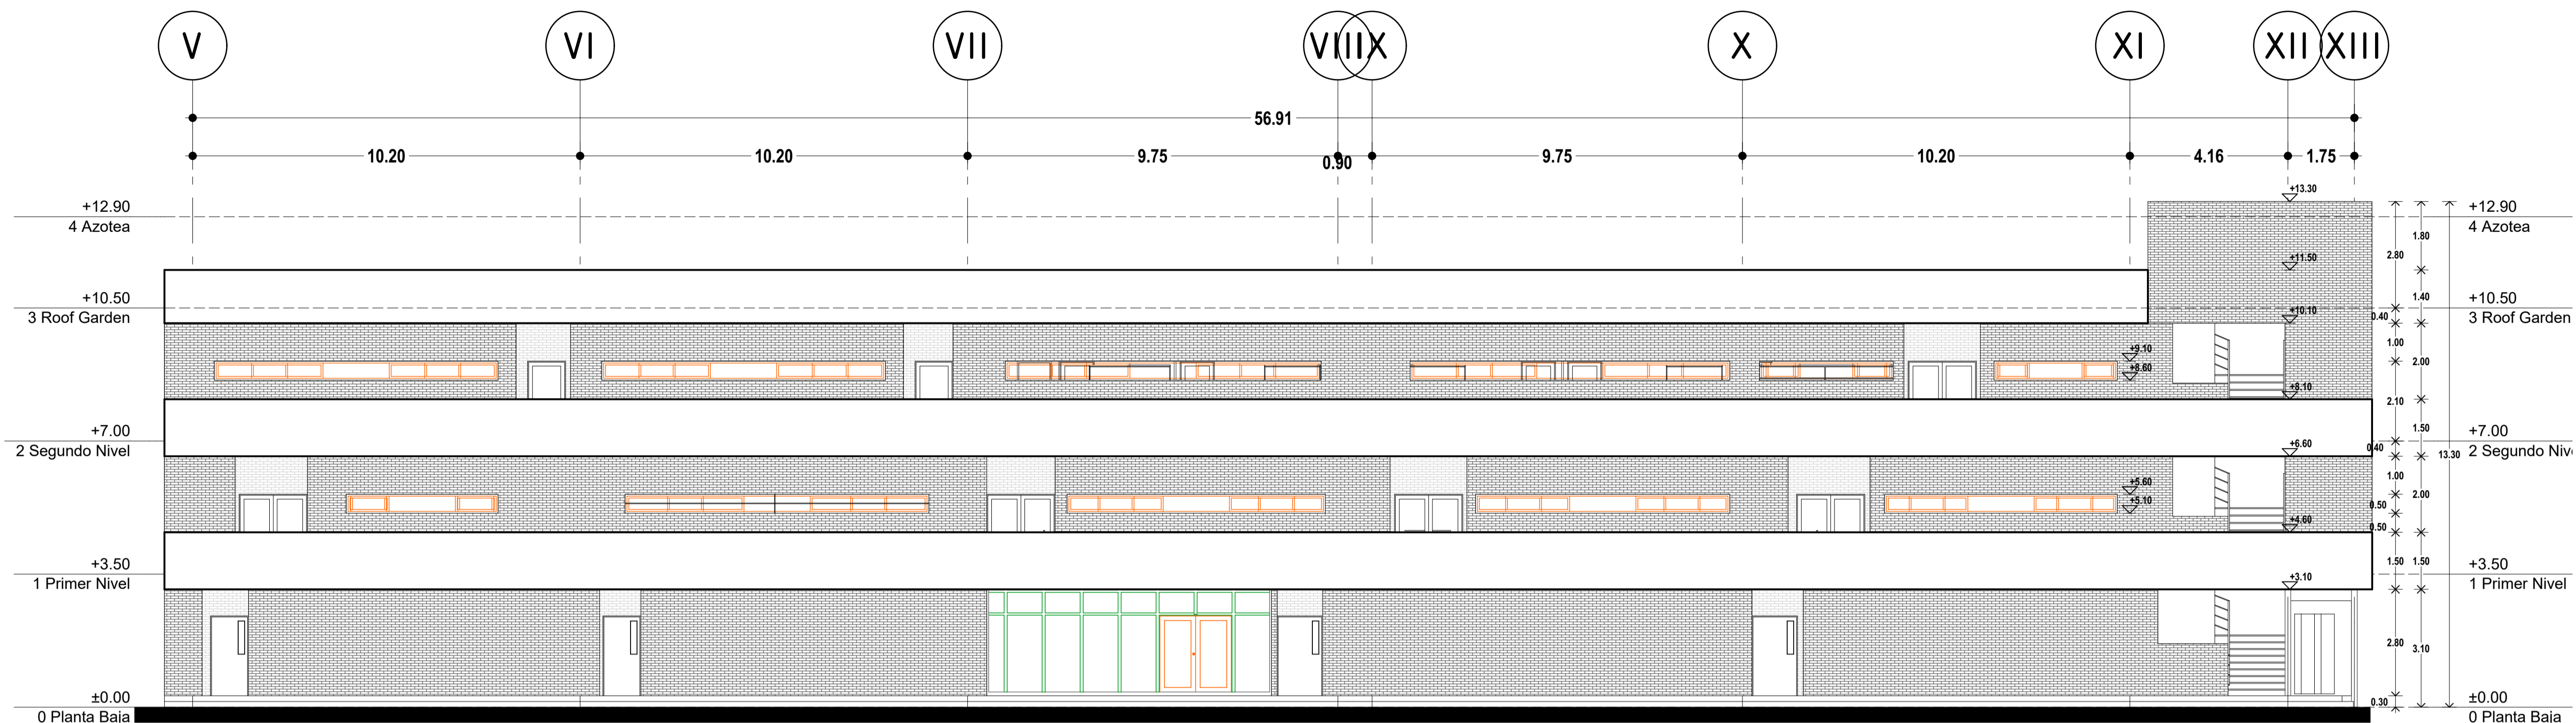 V VI VII VIII IX X XI XII XIII
56.91
10.20 10.20 9.75 0.90 9.75 10.20 4.16 1.75
+13.30
+12.90 +12.90
4 Azotea 4 Azotea
1.80
2.80
+11.50
+10.50 1.40 +10.50
3 Roof Garden +10.10 0.40 3 Roof Garden
1.00
+9.10
2.00
+8.60
+8.10
2.10
1.50
+7.00 +7.00
2 Segundo Nivel +6.60 0.40 13.30 2 Segundo Niv
1.00
+5.60
2.00
+5.10
0.50
+4.60 0.50
+3.50 1.50 1.50 +3.50
1 Primer Nivel +3.10 1 Primer Nivel
2.80 3.10
±0.00 0.30 ±0.00
0 Planta Baja 0 Planta Baja